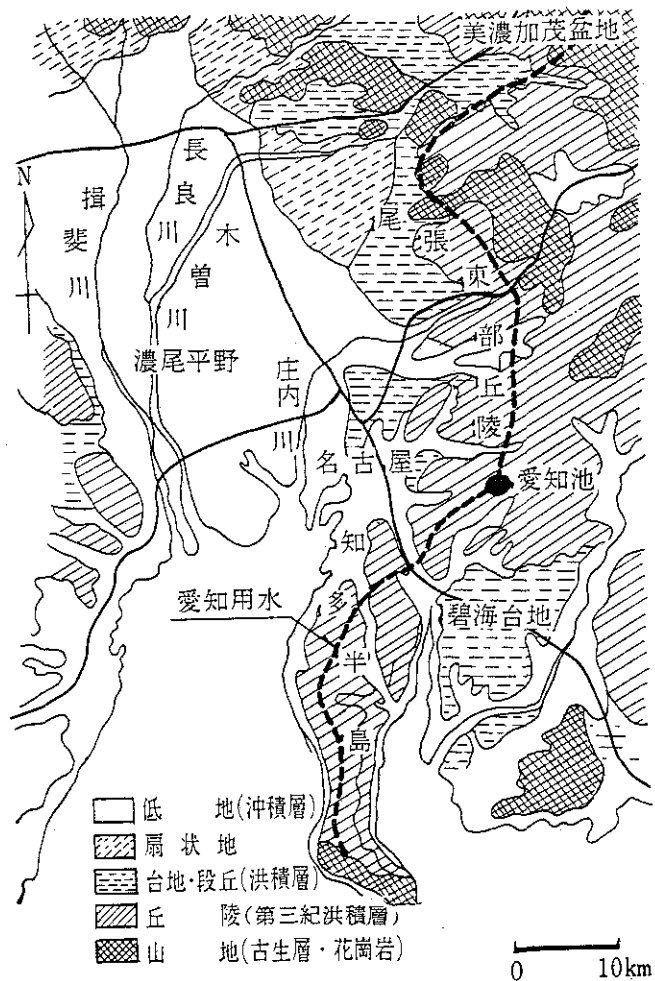 美濃加茂盆地
N
揖斐川
長良川
木曽川
濃尾平野
尾張東部丘陵
庄内川
名古屋
愛知池
知多半島
愛知用水
碧海台地
低地(沖積層)
扇状地
台地・段丘(洪積層)
丘陵(第三紀洪積層)
山地(古生層・花崗岩)
0 10km